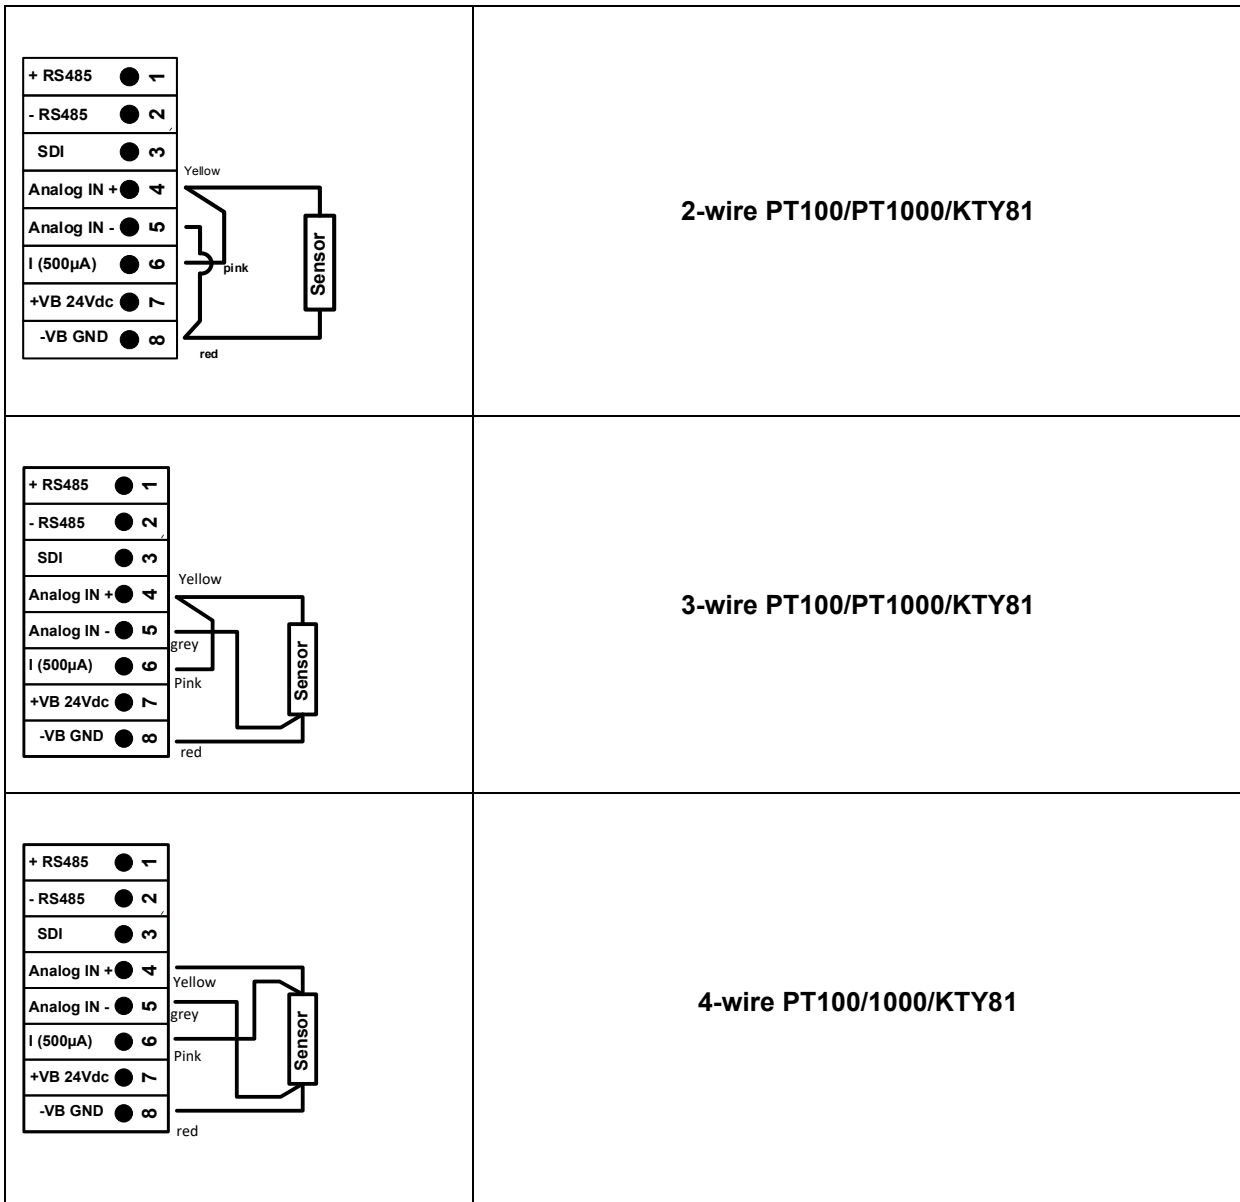 + RS485 1
- RS485 2
SDI 3
Analog IN + 4
Analog IN - 5
I (500µA) 6
+VB 24Vdc 7
-VB GND 8
Yellow
pink
red
Sensor
2-wire PT100/PT1000/KTY81
+ RS485 1
- RS485 2
SDI 3
Analog IN + 4
Analog IN - 5
I (500µA) 6
+VB 24Vdc 7
-VB GND 8
Yellow
grey
Pink
red
Sensor
3-wire PT100/PT1000/KTY81
+ RS485 1
- RS485 2
SDI 3
Analog IN + 4
Analog IN - 5
I (500µA) 6
+VB 24Vdc 7
-VB GND 8
Yellow
grey
Pink
red
Sensor
4-wire PT100/1000/KTY81